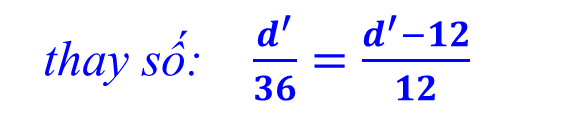 thay số: d′/36 = d′−12/12